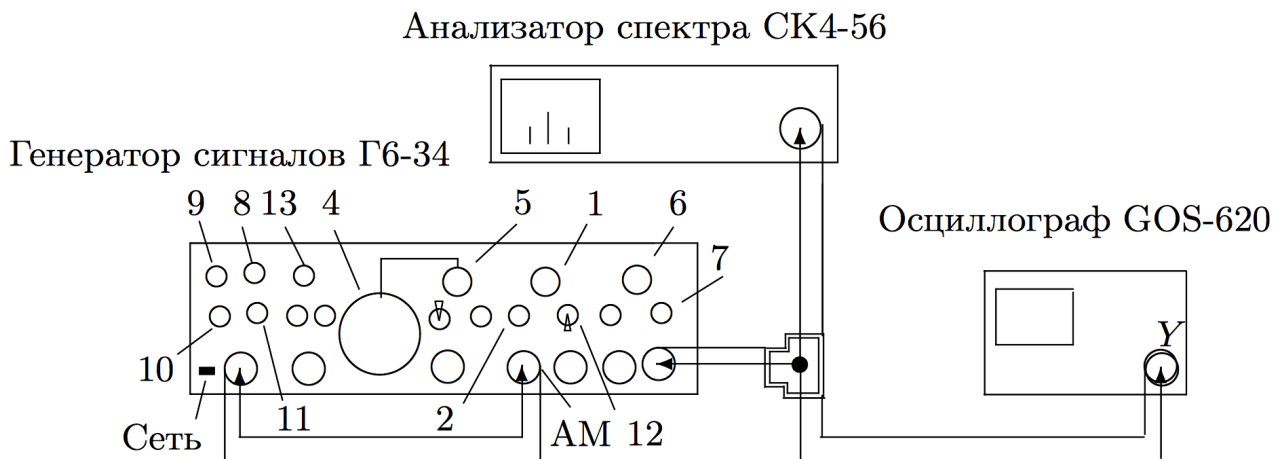 Анализатор спектра СК4-56
Генератор сигналов Г6-34
9 8 13 4 5 1 6
Осциллограф GOS-620
7
Y
10
11 2 АМ 12
Сеть